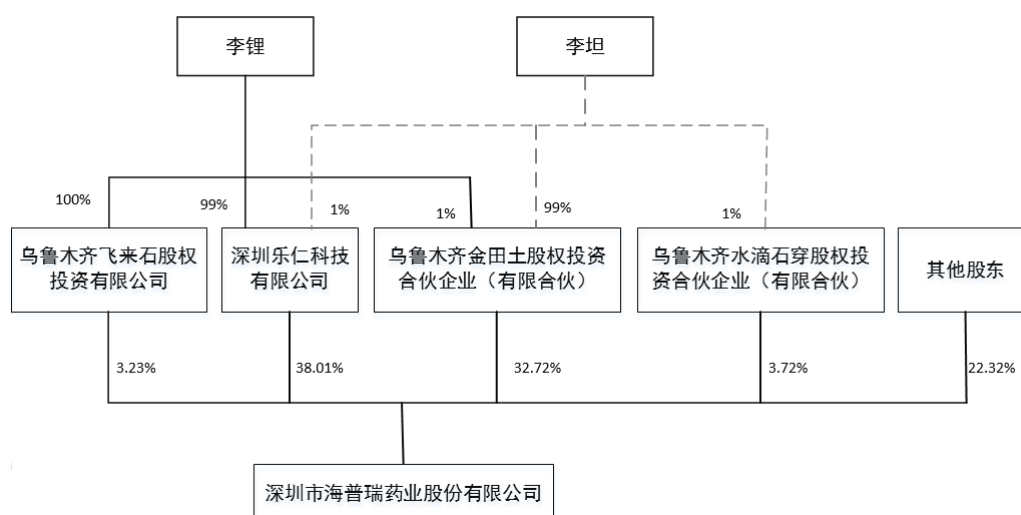 李锂
李坦
100%
99%
1%
1%
99%
1%
乌鲁木齐飞来石股权
投资有限公司
深圳乐仁科技
有限公司
乌鲁木齐金田土股权投资
合伙企业（有限合伙）
乌鲁木齐水滴石穿股权投
资合伙企业（有限合伙）
其他股东
3.23%
38.01%
32.72%
3.72%
22.32%
深圳市海普瑞药业股份有限公司